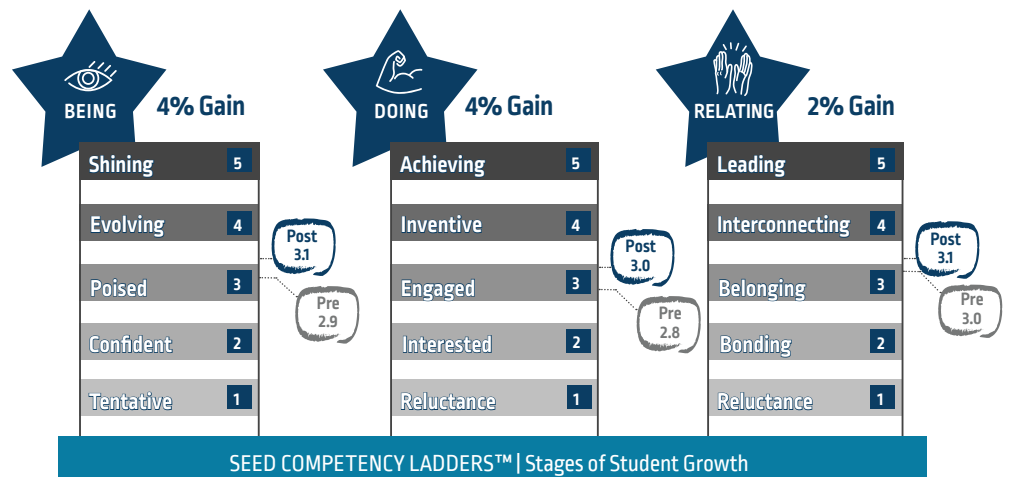 BEING
4% Gain
Shining 5
Evolving 4
Post
3.1
Poised 3
Pre
2.9
Confident 2
Tentative 1
DOING
4% Gain
Achieving 5
Inventive 4
Post
3.0
Engaged 3
Pre
2.8
Interested 2
Reluctance 1
RELATING
2% Gain
Leading 5
Interconnecting 4
Post
3.1
Belonging 3
Pre
3.0
Bonding 2
Reluctance 1
SEED COMPETENCY LADDERS™ | Stages of Student Growth